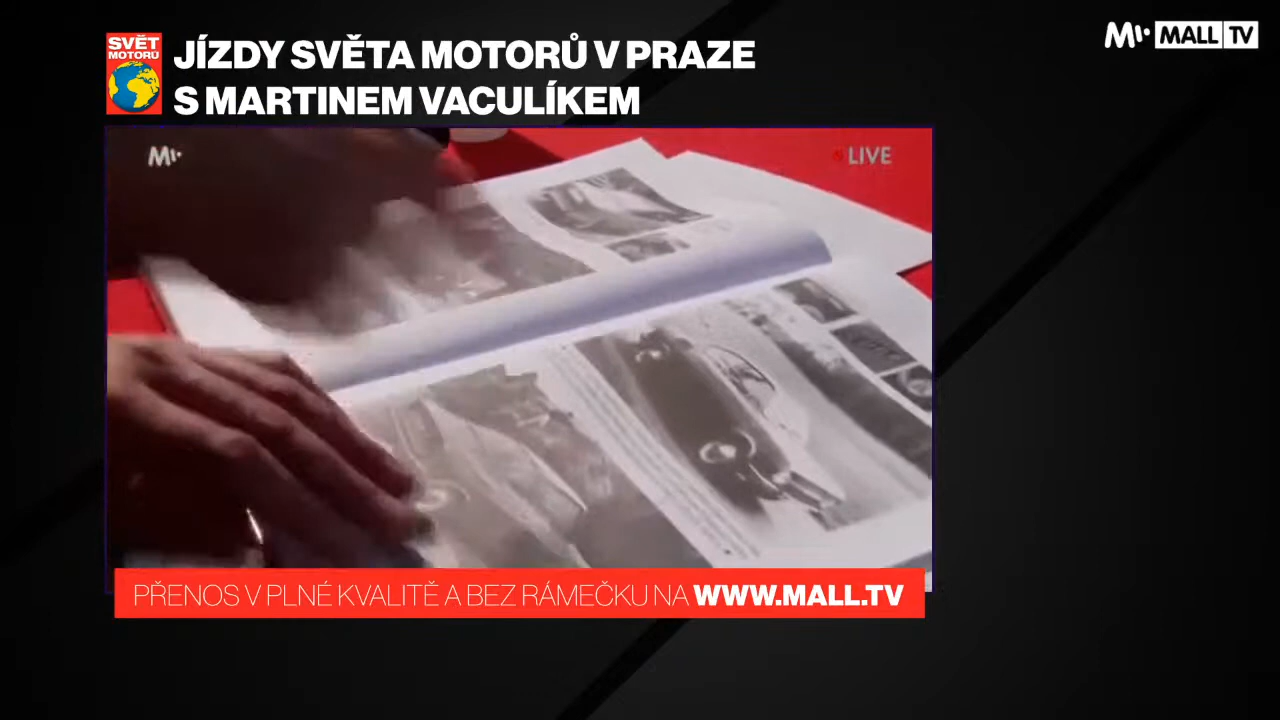 SVĚT
MOTORŮ
JÍZDY SVĚTA MOTORŮ V PRAZE
S MARTINEM VACULÍKEM
M MALL TV
M
LIVE
PŘENOS V PLNÉ KVALITĚ A BEZ RÁMEČKU NA WWW.MALL.TV